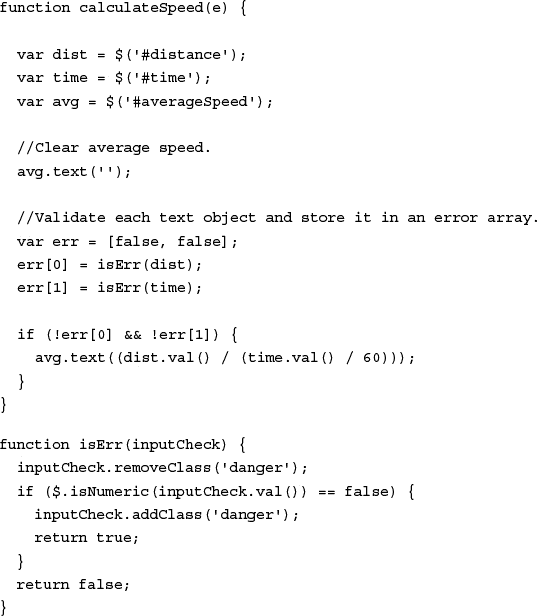 function calculateSpeed(e) {
var dist = $('#distance');
var time = $('#time');
var avg = $('#averageSpeed');
//Clear average speed.
avg.text('');
//Validate each text object and store it in an error array.
var err = [false, false];
err[0] = isErr(dist);
err[1] = isErr(time);
if (!err[0] && !err[1]) {
avg.text((dist.val() / (time.val() / 60)));
}
}
function isErr(inputCheck) {
inputCheck.removeClass('danger');
if ($.isNumeric(inputCheck.val()) == false) {
inputCheck.addClass('danger');
return true;
}
return false;
}